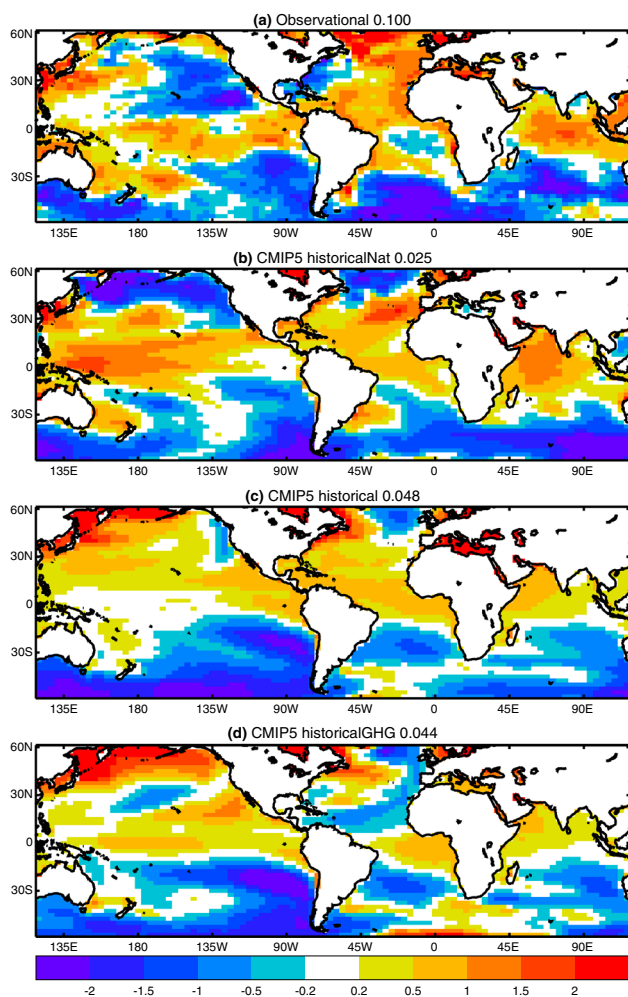 (a) Observational 0.100
60N
30N
0
30S
135E 180 135W 90W 45W 0 45E 90E
(b) CMIP5 historicalNat 0.025
60N
30N
0
30S
135E 180 135W 90W 45W 0 45E 90E
(c) CMIP5 historical 0.048
60N
30N
0
30S
135E 180 135W 90W 45W 0 45E 90E
(d) CMIP5 historicalGHG 0.044
60N
30N
0
30S
135E 180 135W 90W 45W 0 45E 90E
-2 -1.5 -1 -0.5 -0.2 0.2 0.5 1 1.5 2